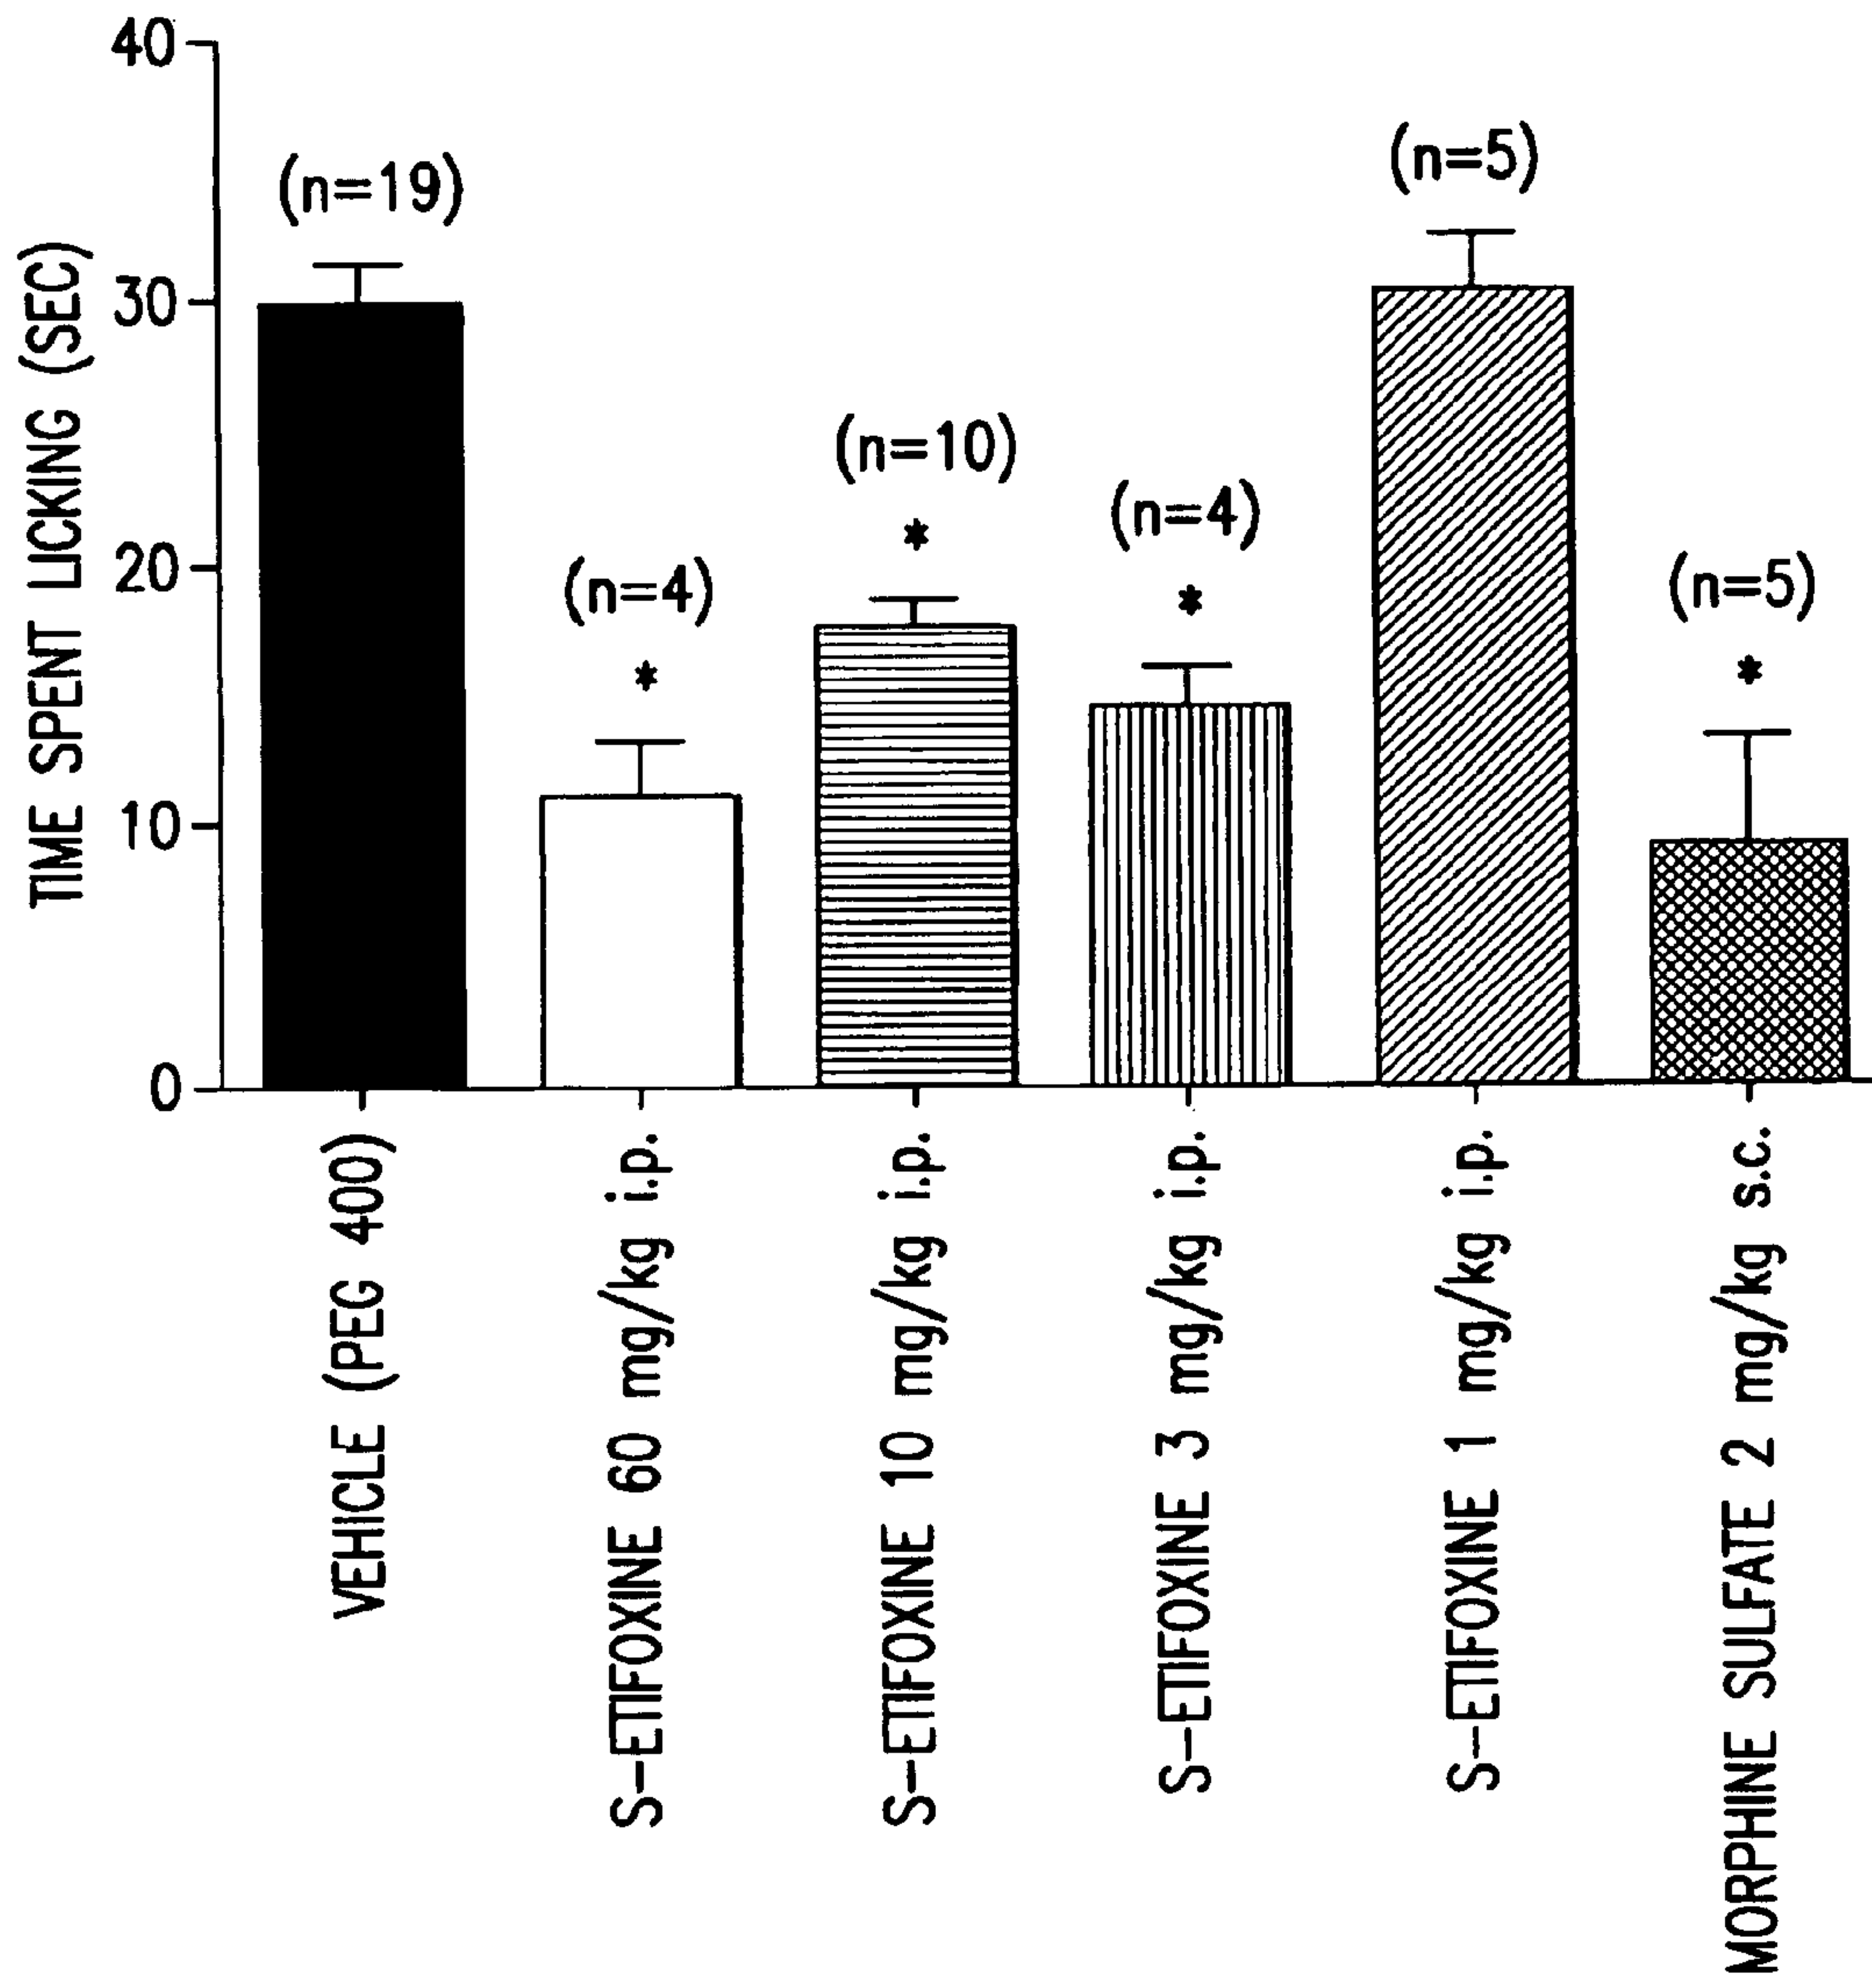 TIME SPENT LICKING (SEC)
40
30
20
10
0
(n=19)
(n=4)
*
(n=10)
*
(n=4)
*
(n=5)
(n=5)
*
VEHICLE (PEG 400)
S-ETIFOXINE 60 mg/kg i.p.
S-ETIFOXINE 10 mg/kg i.p.
S-ETIFOXINE 3 mg/kg i.p.
S-ETIFOXINE 1 mg/kg i.p.
MORPHINE SULFATE 2 mg/kg s.c.